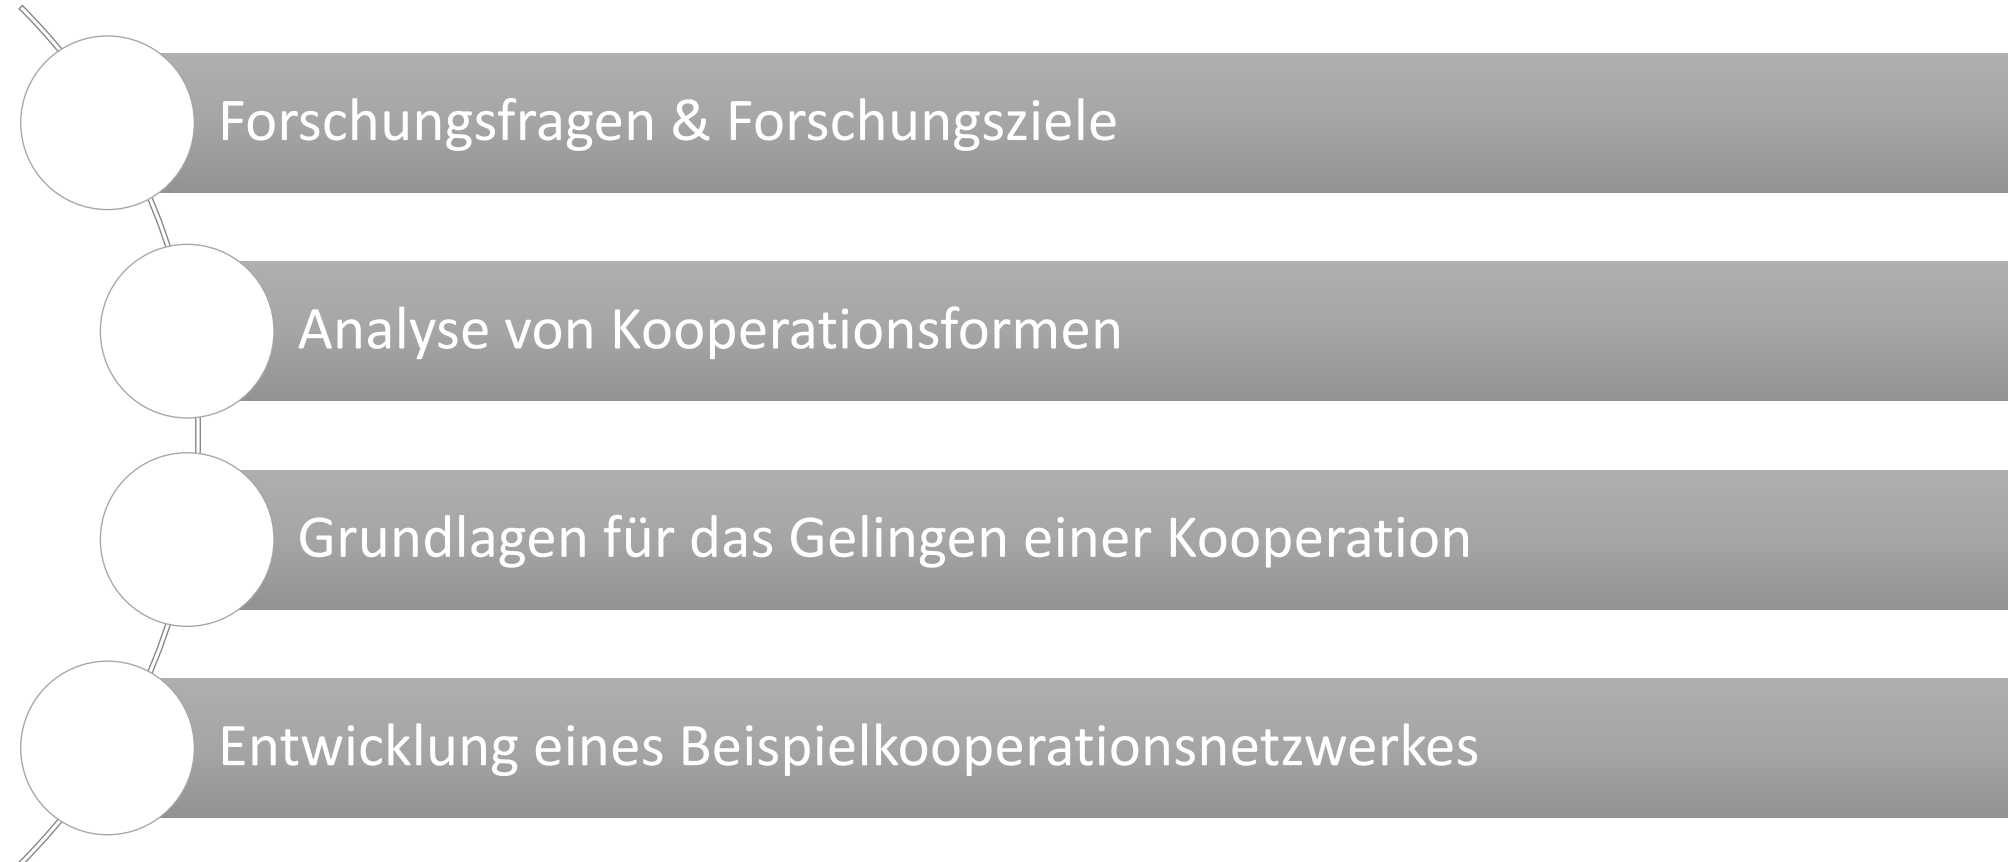 Forschungsfragen & Forschungsziele
Analyse von Kooperationsformen
Grundlagen für das Gelingen einer Kooperation
Entwicklung eines Beispielkooperationsnetzwerkes